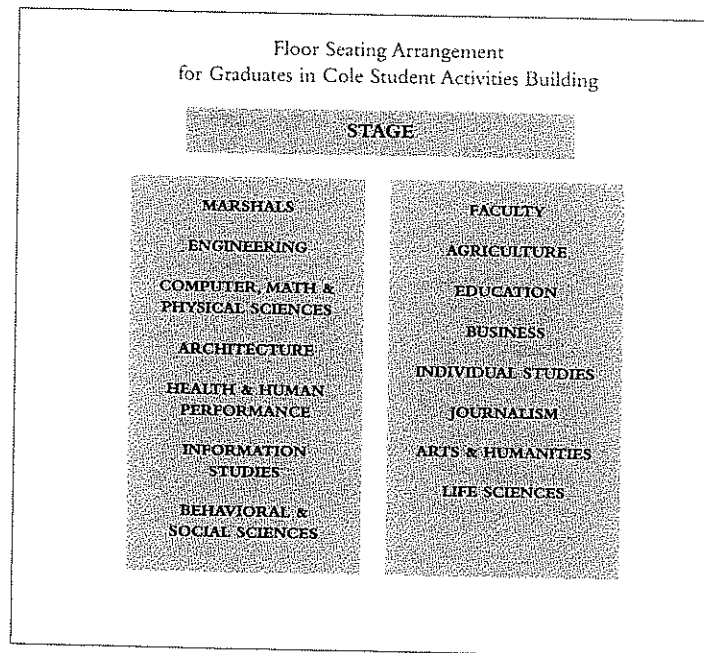 Floor Seating Arrangement
for Graduates in Cole Student Activities Building
STAGE
MARSHALS
ENGINEERING
COMPUTER, MATH &
PHYSICAL SCIENCES
ARCHITECTURE
HEALTH & HUMAN
PERFORMANCE
INFORMATION
STUDIES
BEHAVIORAL &
SOCIAL SCIENCES
FACULTY
AGRICULTURE
EDUCATION
BUSINESS
INDIVIDUAL STUDIES
JOURNALISM
ARTS & HUMANITIES
LIFE SCIENCES